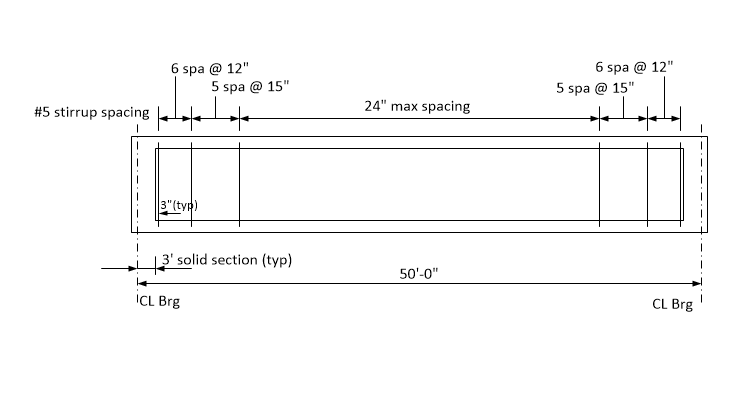 6 spa @ 12"
6 spa @ 12"
5 spa @ 15"
5 spa @ 15"
24" max spacing
#5 stirrup spacing
3"(typ)
3' solid section (typ)
50'-0"
CL Brg
CL Brg